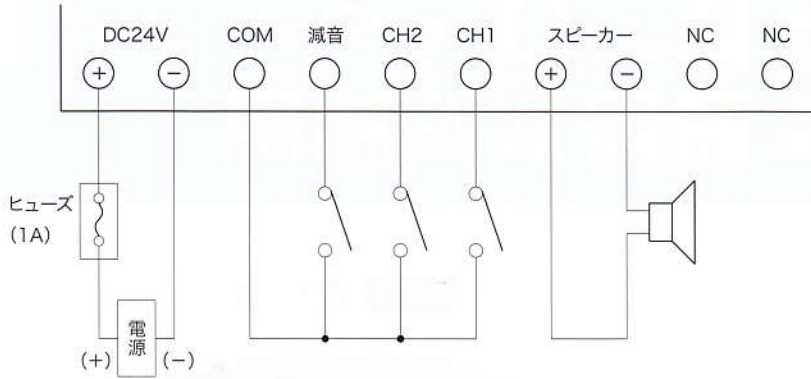 DC24V COM 減音 CH2 CH1 スピーカー NC NC
+ − + −
ヒューズ
(1A)
電源
(+) (−)